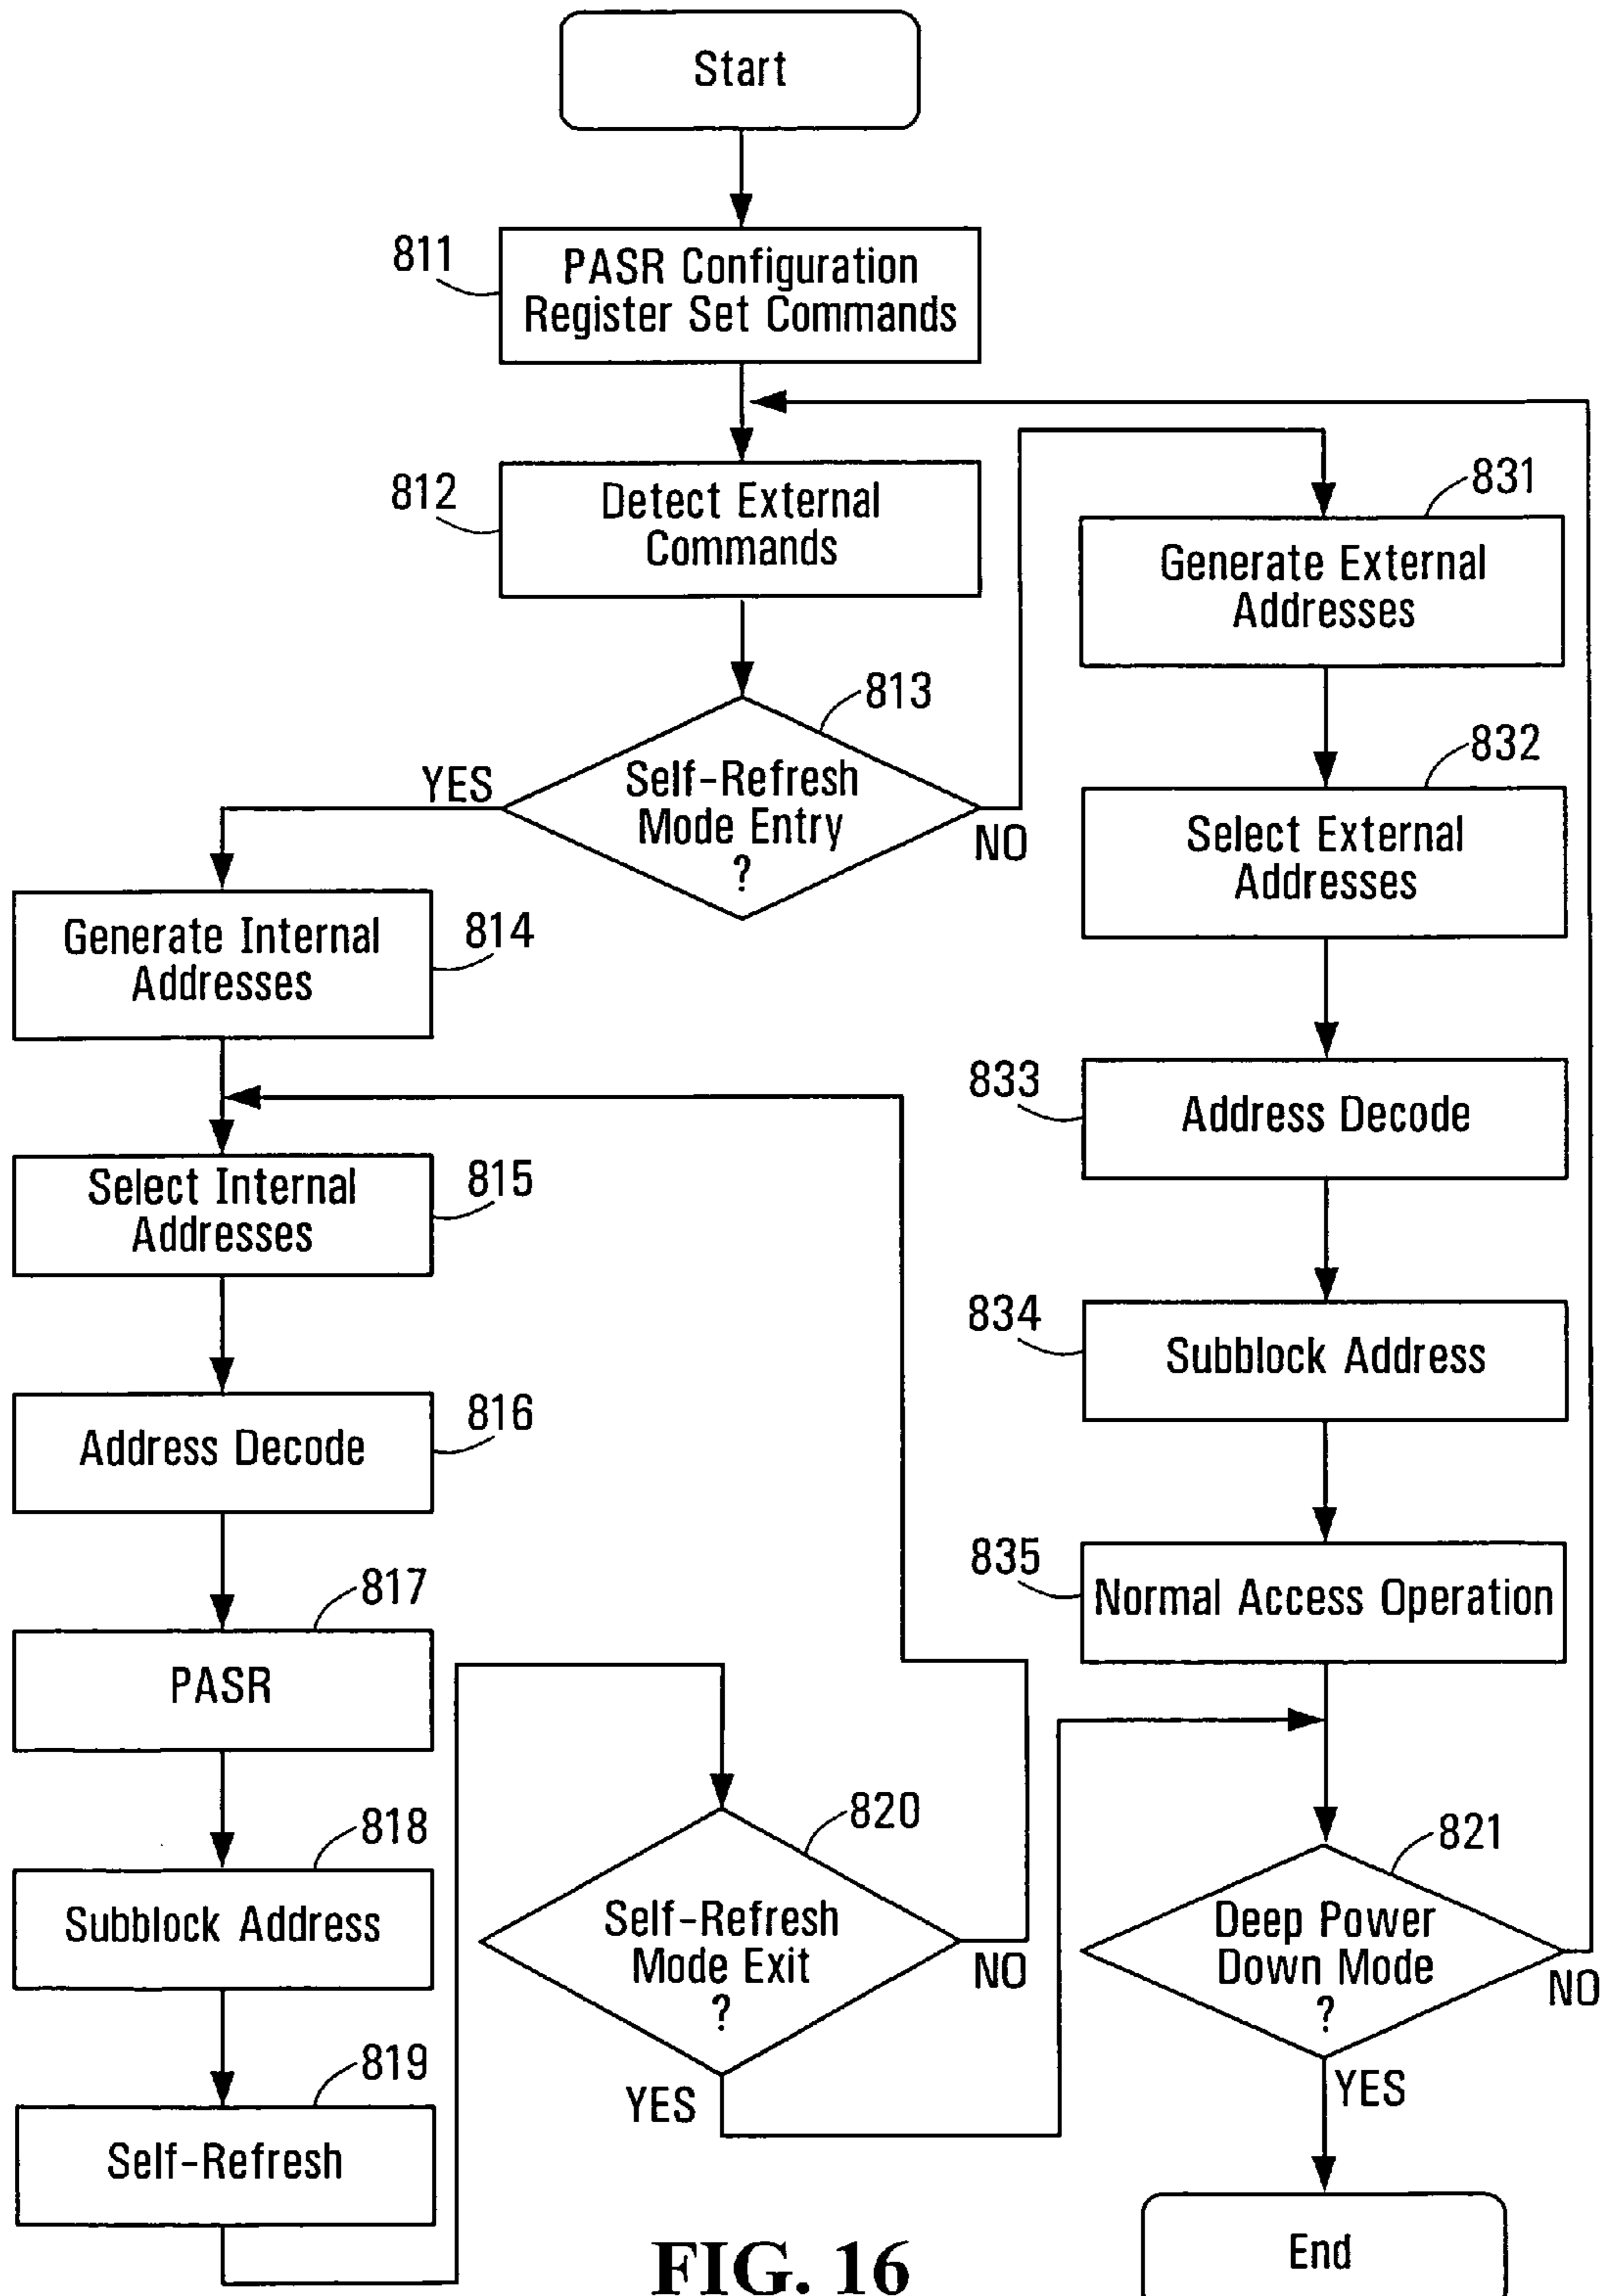 Start
811
PASR Configuration
Register Set Commands
812
Detect External
Commands
813
Self-Refresh
Mode Entry
?
YES
NO
814
Generate Internal
Addresses
815
Select Internal
Addresses
816
Address Decode
817
PASR
818
Subblock Address
819
Self-Refresh
820
Self-Refresh
Mode Exit
?
NO
YES
831
Generate External
Addresses
832
Select External
Addresses
833
Address Decode
834
Subblock Address
835
Normal Access Operation
821
Deep Power
Down Mode
?
NO
YES
End
FIG. 16